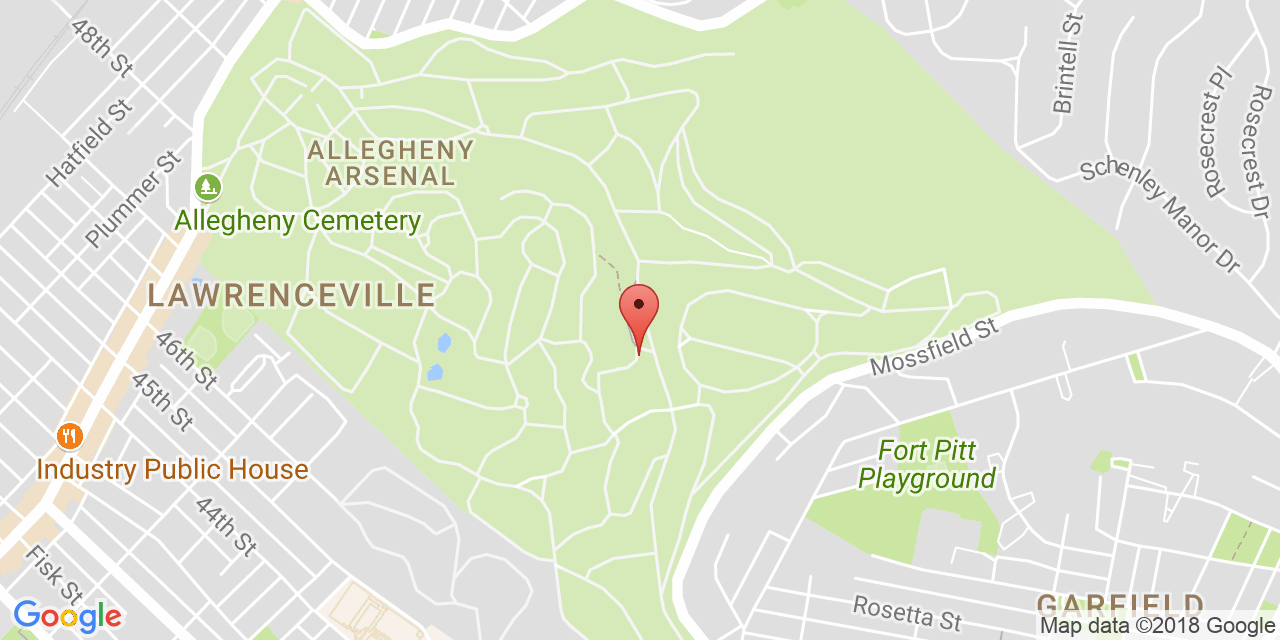 48th St
Hatfield St
Plummer St
ALLEGHENY
ARSENAL
Allegheny Cemetery
LAWRENCEVILLE
46th St
45th St
Industry Public House
44th St
Fisk St
Brintell St
Rosecrest Pl
Rosecrest Dr
Schenley Manor Dr
Mossfield St
Fort Pitt
Playground
Rosetta St
GARFIELD
Google
Map data ©2018 Google